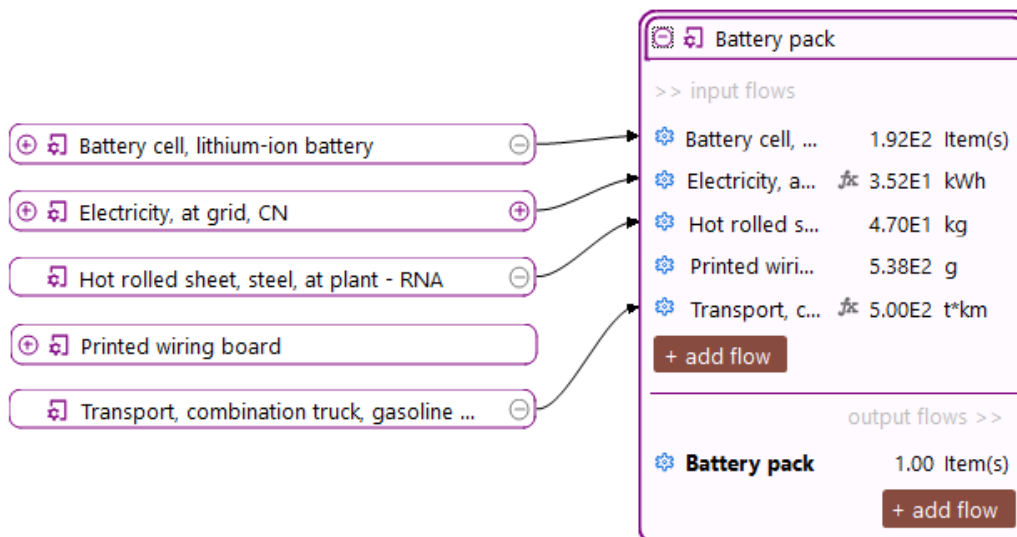 Battery cell, lithium-ion battery
Electricity, at grid, CN
Hot rolled sheet, steel, at plant - RNA
Printed wiring board
Transport, combination truck, gasoline ...
Battery pack
>> input flows
Battery cell, ... 1.92E2 Item(s)
Electricity, a... fx 3.52E1 kWh
Hot rolled s... 4.70E1 kg
Printed wiri... 5.38E2 g
Transport, c... fx 5.00E2 t*km
+ add flow
output flows >>
Battery pack 1.00 Item(s)
+ add flow